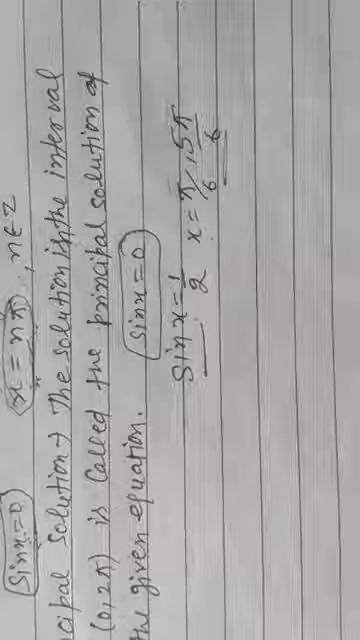 sinx=0 x = nπ, n∈Z
cipal Solution → The solution in the interval
(0,2π) is called the principal solution of
the given equation. sinx=0
sinx = 1/2 x = π/6, 5π/6